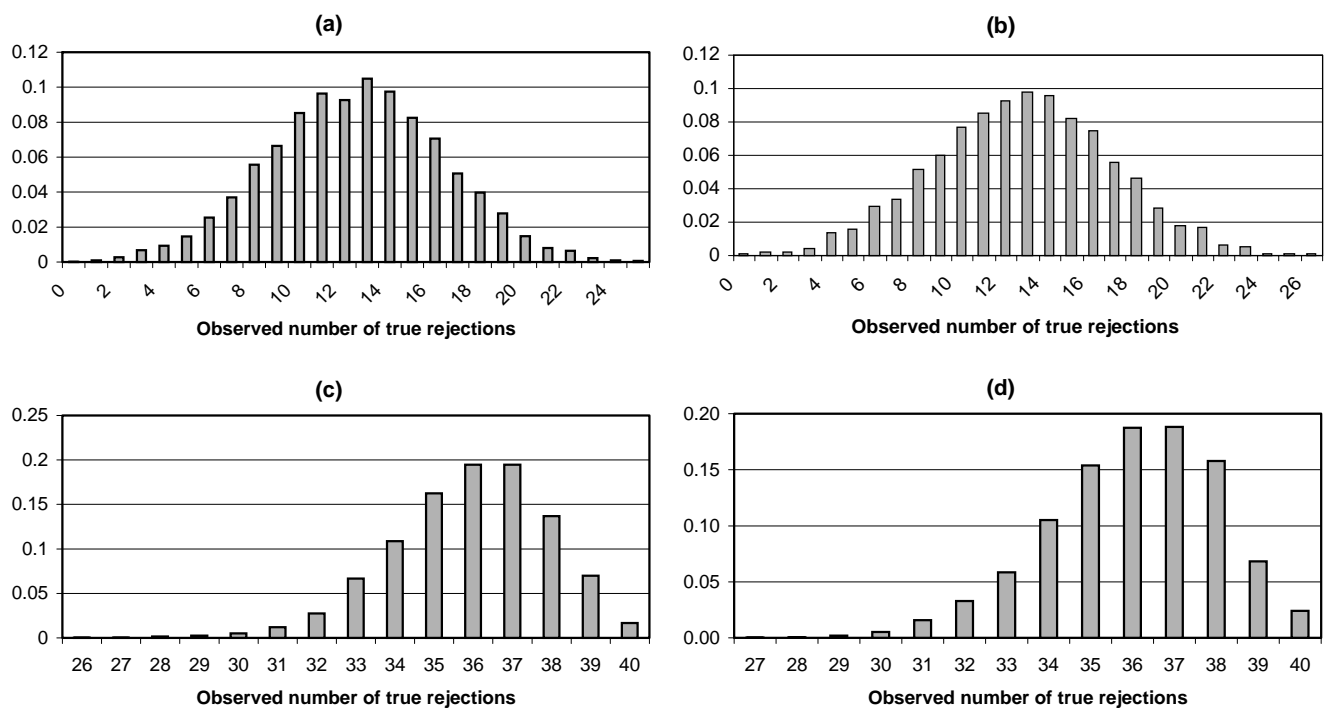 (a)
0.12
0.1
0.08
0.06
0.04
0.02
0
0 2 4 6 8 10 12 14 16 18 20 22 24
Observed number of true rejections
(b)
0.12
0.1
0.08
0.06
0.04
0.02
0
0 2 4 6 8 10 12 14 16 18 20 22 24 26
Observed number of true rejections
(c)
0.25
0.2
0.15
0.1
0.05
0
26 27 28 29 30 31 32 33 34 35 36 37 38 39 40
Observed number of true rejections
(d)
0.20
0.15
0.10
0.05
0.00
27 28 29 30 31 32 33 34 35 36 37 38 39 40
Observed number of true rejections